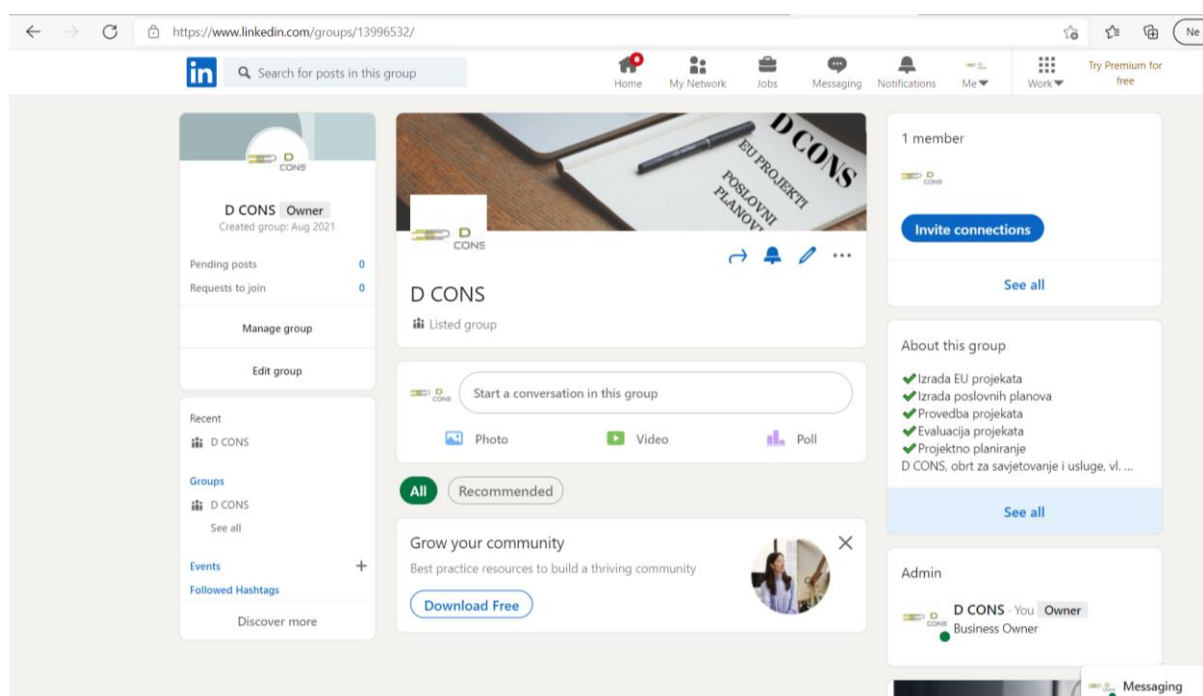 https://www.linkedin.com/groups/13996532/
Ne
in
Search for posts in this group
Home
My Network
Jobs
Messaging
Notifications
Me
Work
Try Premium for
free
D
CONS
D CONS Owner
Created group: Aug 2021
Pending posts 0
Requests to join 0
Manage group
Edit group
Recent
D CONS
Groups
D CONS
See all
Events +
Followed Hashtags
Discover more
D CONS
EU PROJEKTI
POSLOVNI
PLANOVI
D
CONS
D CONS
Listed group
D
CONS
Start a conversation in this group
Photo
Video
Poll
All
Recommended
Grow your community
Best practice resources to build a thriving community
Download Free
1 member
D
CONS
Invite connections
See all
About this group
Izrada EU projekata
Izrada poslovnih planova
Provedba projekata
Evaluacija projekata
Projektno planiranje
D CONS, obrt za savjetovanje i usluge, vl. ...
See all
Admin
D
CONS
D CONS · You Owner
Business Owner
Messaging